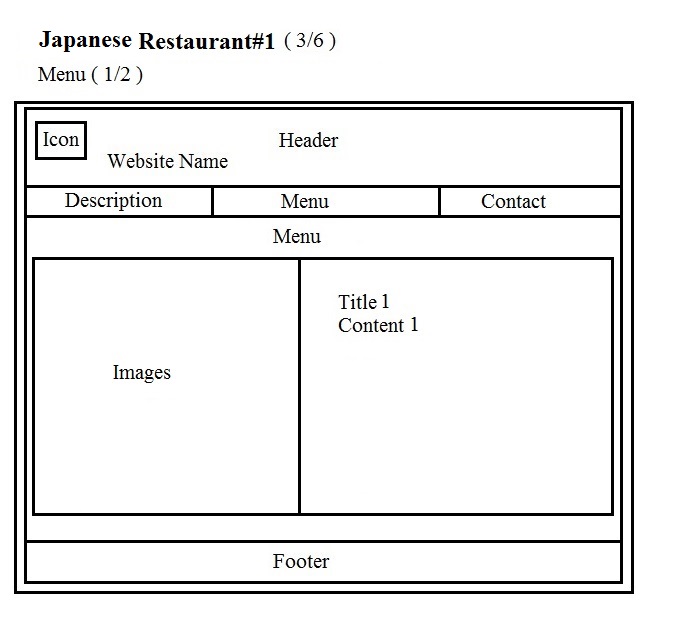 Japanese Restaurant#1 ( 3/6 )
Menu ( 1/2 )
Icon
Header
Website Name
Description Menu Contact
Menu
Title 1
Content 1
Images
Footer